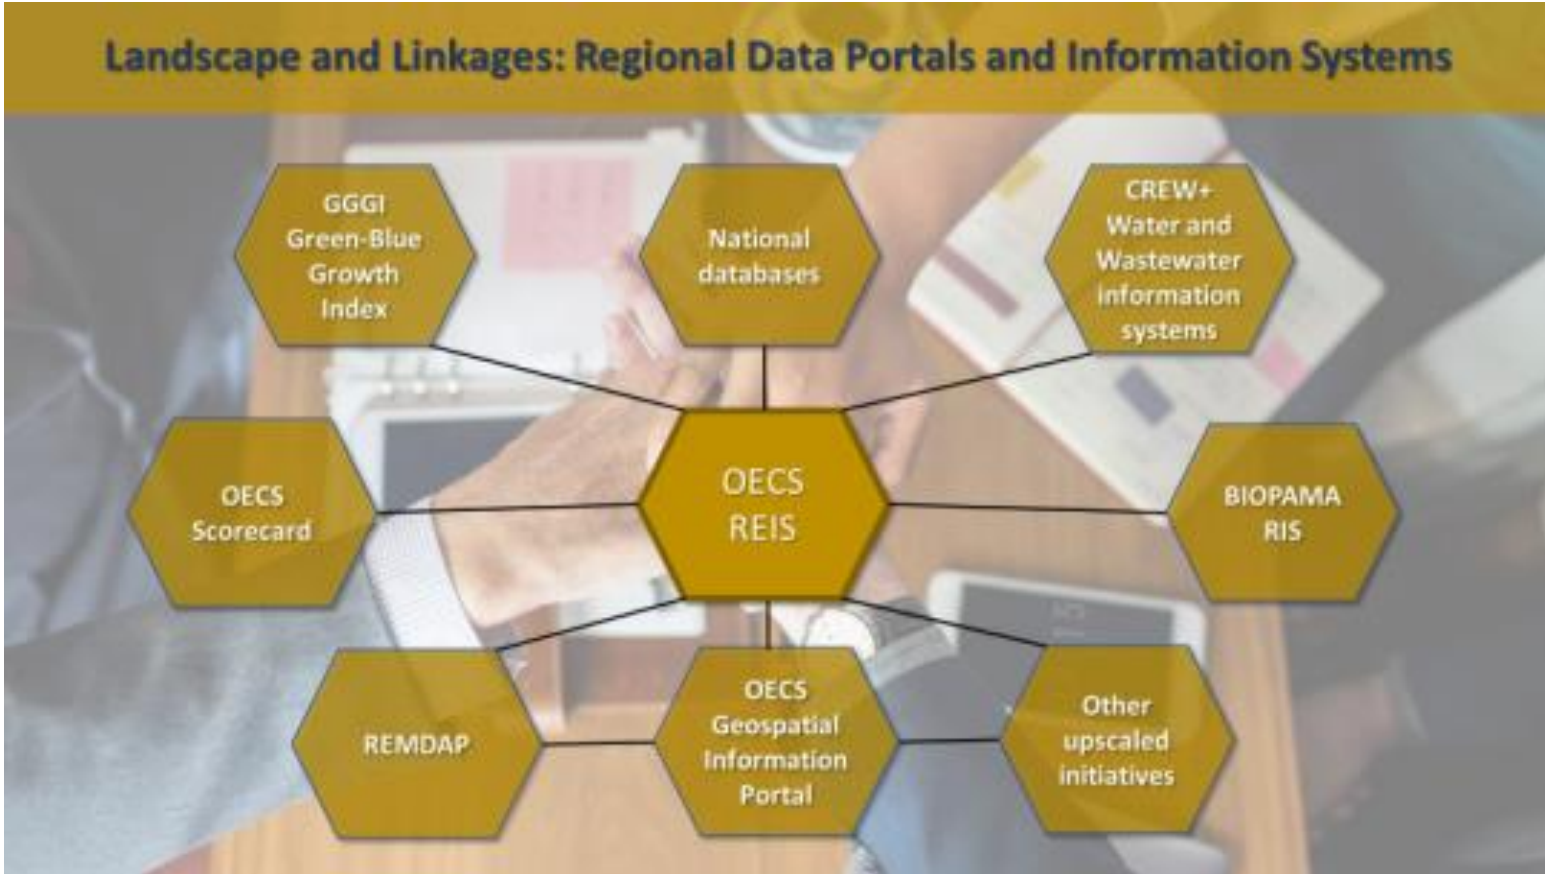 Landscape and Linkages: Regional Data Portals and Information Systems
GGGI
Green-Blue
Growth
Index
National
databases
CREW+
Water and
Wastewater
information
systems
OECS
Scorecard
OECS
REIS
BIOPAMA
RIS
REMDAP
OECS
Geospatial
Information
Portal
Other
upscaled
initiatives